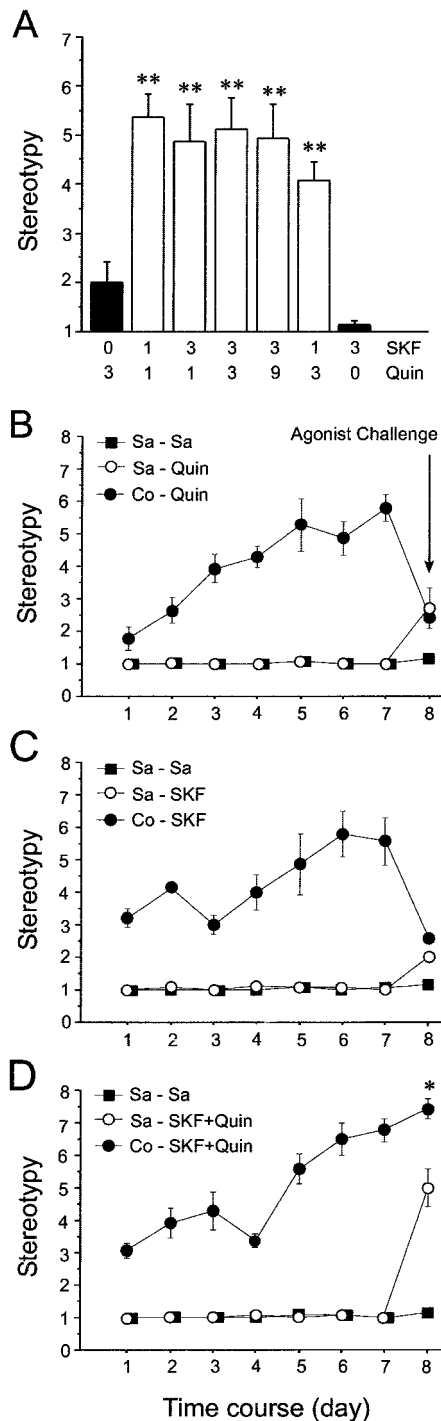 A
7
6
5
4
3
2
1
Stereotypy
** ** ** ** **
0 1 3 3 3 1 3 SKF
3 1 1 3 9 3 0 Quin
B
8
7
6
5
4
3
2
1
0
Stereotypy
Sa - Sa
Sa - Quin
Co - Quin
Agonist Challenge
1 2 3 4 5 6 7 8
C
8
7
6
5
4
3
2
1
0
Stereotypy
Sa - Sa
Sa - SKF
Co - SKF
1 2 3 4 5 6 7 8
D
8
7
6
5
4
3
2
1
0
Stereotypy
Sa - Sa
Sa - SKF+Quin
Co - SKF+Quin
*
1 2 3 4 5 6 7 8
Time course (day)